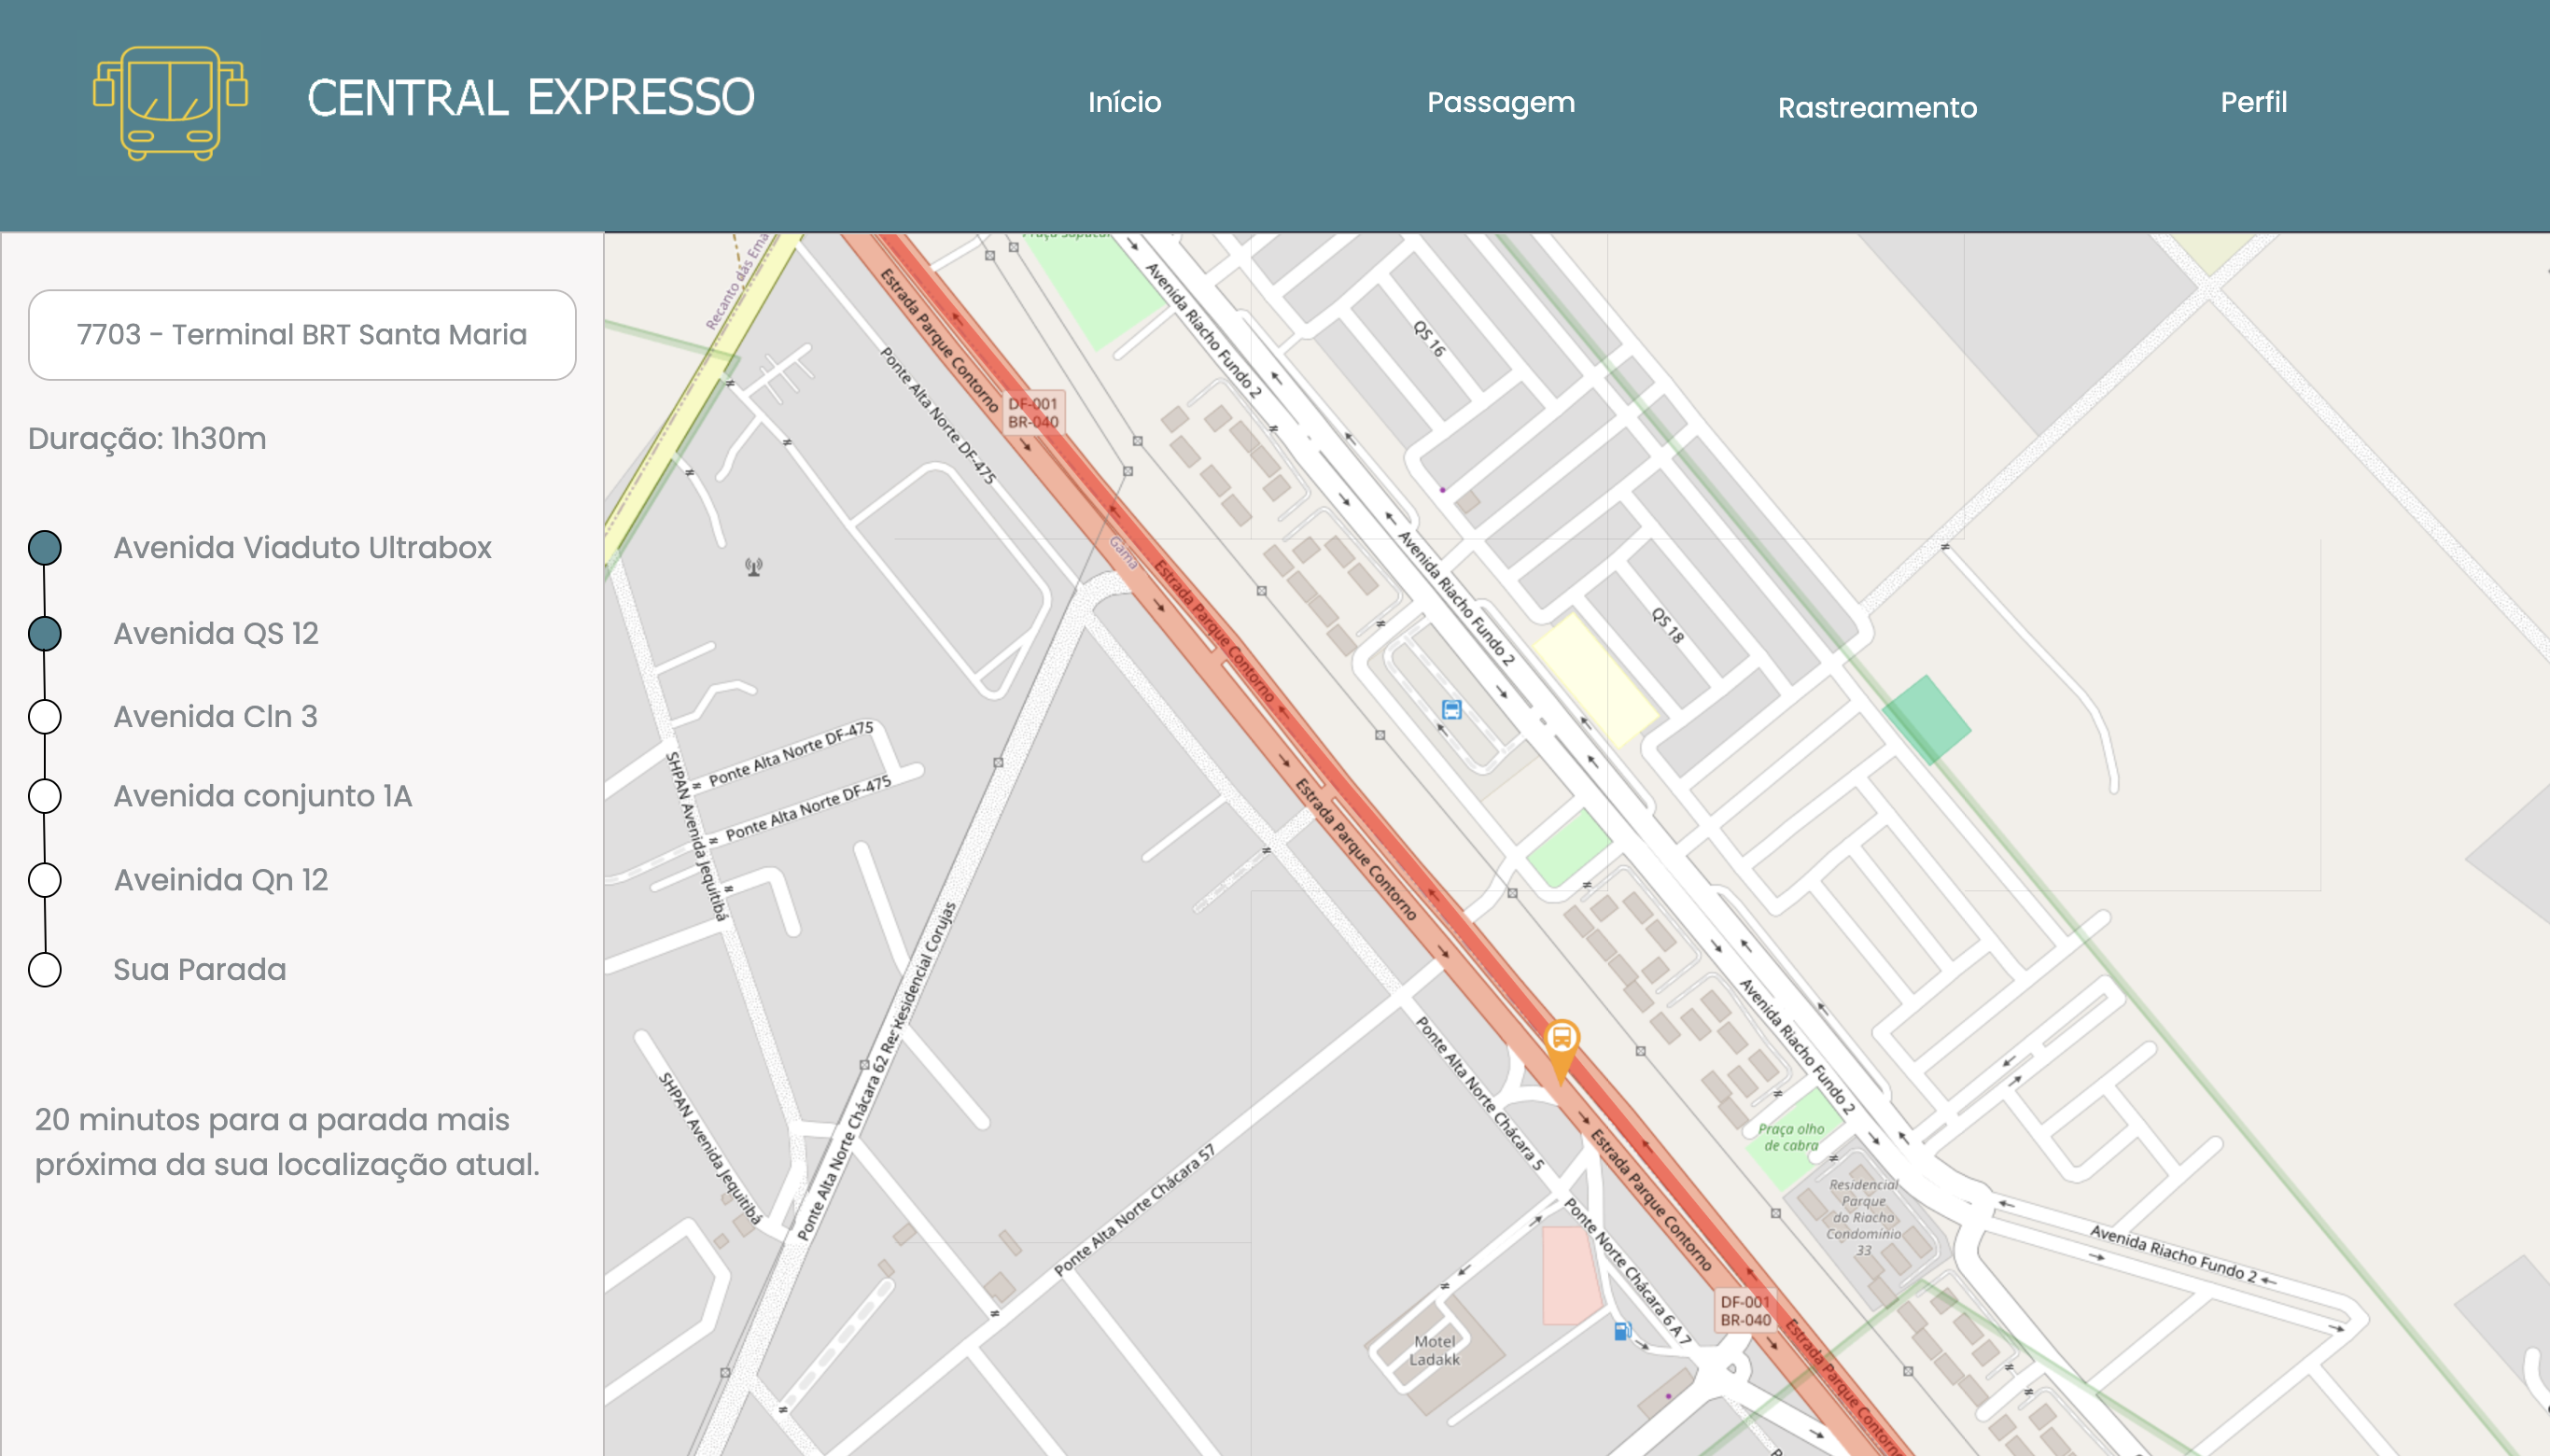 CENTRAL EXPRESSO
Início
Passagem
Rastreamento
Perfil
7703 - Terminal BRT Santa Maria
Duração: 1h30m
Avenida Viaduto Ultrabox
Avenida QS 12
Avenida Cln 3
Avenida conjunto 1A
Aveinida Qn 12
Sua Parada
20 minutos para a parada mais
próxima da sua localização atual.
Recanto das Ema
Estrada Parque Contorno
Ponte Alta Norte DF-475
DF-001
BR-040
Avenida Riacho Fundo 2
QS 16
Gama
Estrada Parque Contorno
Avenida Riacho Fundo 2
QS 18
SHPAN Avenida Jequitibá
Ponte Alta Norte DF-475
Ponte Alta Norte DF-475
Estrada Parque Contorno
Residencial Corujas
Ponte Alta Norte Chácara 62
SHPAN Avenida Jequitibá
Ponte Alta Norte Chácara 57
Ponte Alta Norte Chácara 5
Avenida Riacho Fundo 2
Praça olho
de cabra
Residencial
Parque
do Riacho
Condomínio
33
Estrada Parque Contorno
Ponte Norte Chácara 6 A 7
Avenida Riacho Fundo 2
DF-001
BR-040
Motel
Ladakk
Estrada Parque Contorno